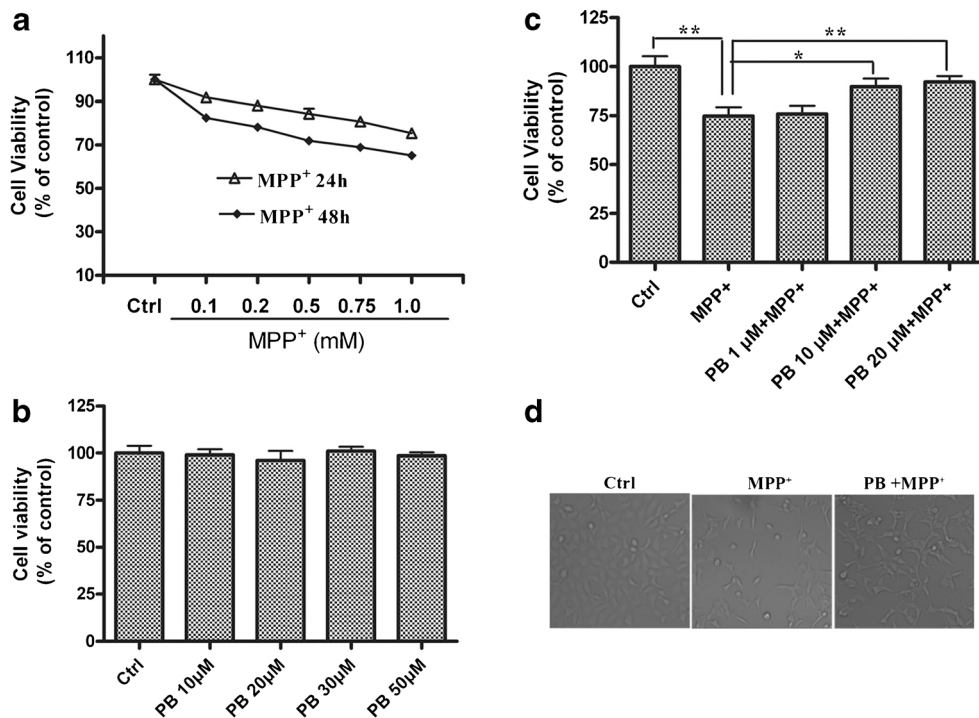 a
Cell Viability
(% of control)
110
90
70
50
30
10
MPP⁺ 24h
MPP⁺ 48h
Ctrl 0.1 0.2 0.5 0.75 1.0
MPP⁺ (mM)
b
Cell viability
(% of control)
125
100
75
50
25
0
Ctrl
PB 10µM
PB 20µM
PB 30µM
PB 50µM
c
Cell Viability
(% of control)
125
100
75
50
25
0
**
**
*
Ctrl
MPP+
PB 1 µM+MPP+
PB 10 µM+MPP+
PB 20 µM+MPP+
d
Ctrl
MPP⁺
PB +MPP⁺